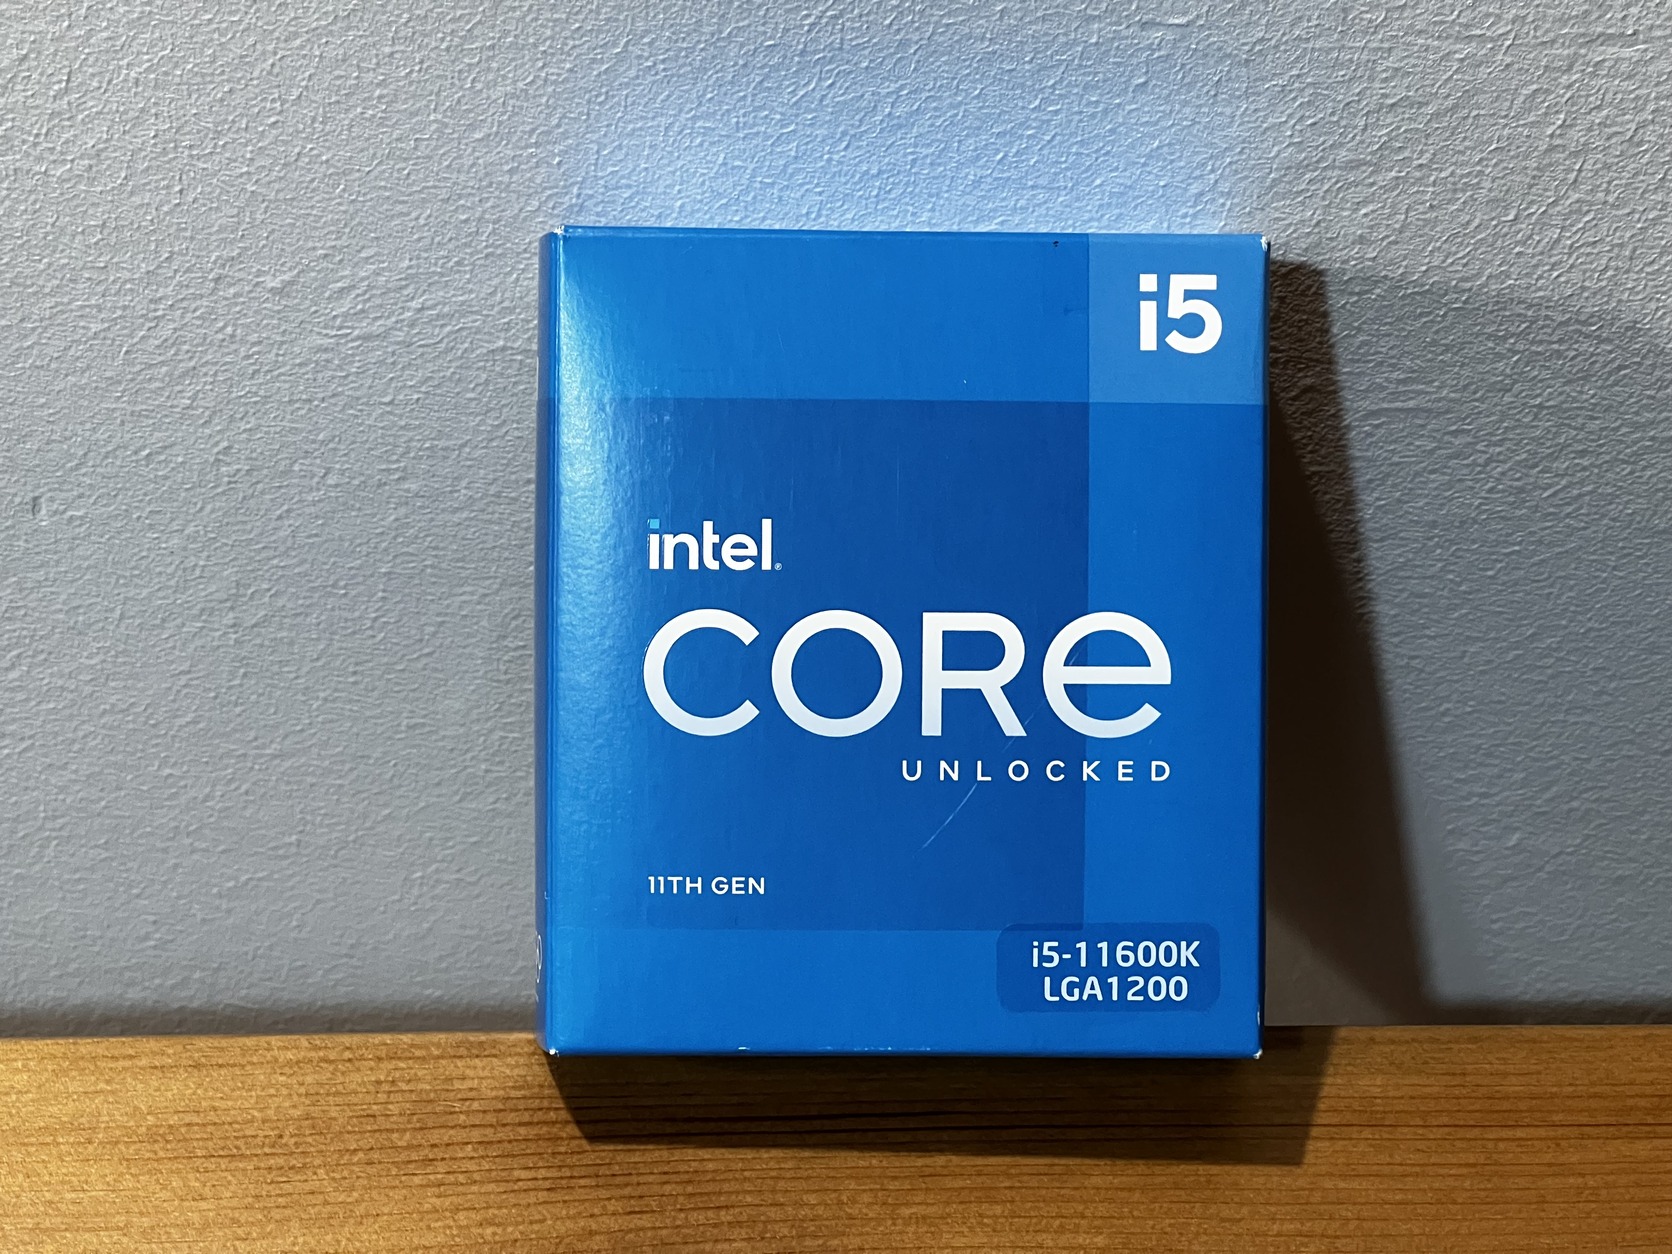 i5
intel®
CORE
UNLOCKED
11TH GEN
i5-11600K
LGA1200